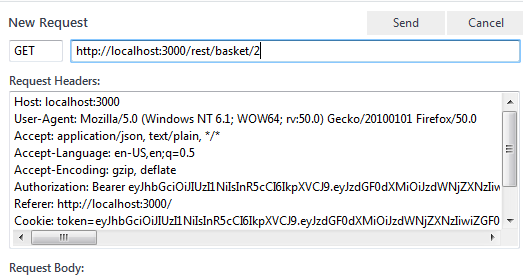 New Request
Send
Cancel
GET
http://localhost:3000/rest/basket/2
Request Headers:
Host: localhost:3000
User-Agent: Mozilla/5.0 (Windows NT 6.1; WOW64; rv:50.0) Gecko/20100101 Firefox/50.0
Accept: application/json, text/plain, */*
Accept-Language: en-US,en;q=0.5
Accept-Encoding: gzip, deflate
Authorization: Bearer eyJhbGciOiJIUzI1NiIsInR5cCI6IkpXVCJ9.eyJzdGF0dXMiOiJzdWNjZXNzIiw
Referer: http://localhost:3000/
Cookie: token=eyJhbGciOiJIUzI1NiIsInR5cCI6IkpXVCJ9.eyJzdGF0dXMiOiJzdWNjZXNzIiwiZGF0
Request Body: